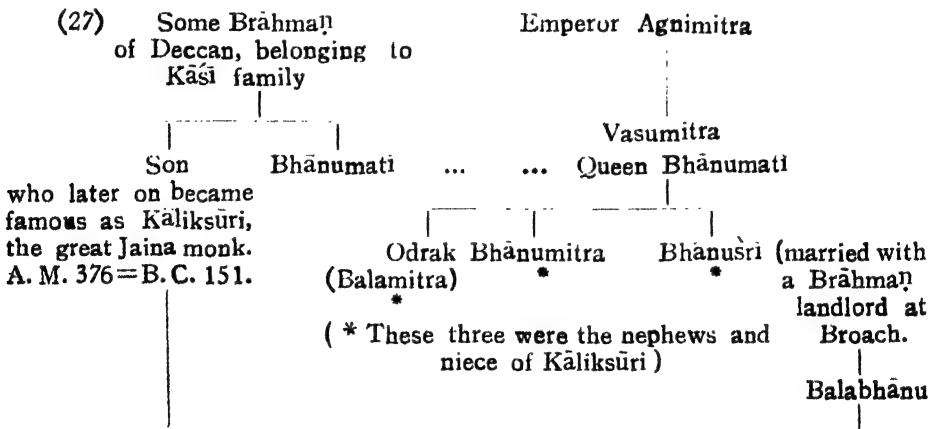 (27) Some Brāhmaṇ Emperor Agnimitra
of Deccan, belonging to
Kāśī family
Vasumitra
Son Bhānumati ... ... Queen Bhānumati
who later on became
famous as Kāliksūri,
the great Jaina monk. Odrak Bhānumitra Bhānuśri (married with
A. M. 376=B. C. 151. (Balamitra) * * a Brāhmaṇ
* landlord at
( * These three were the nephews and Broach.
niece of Kāliksūri )
Balabhānu